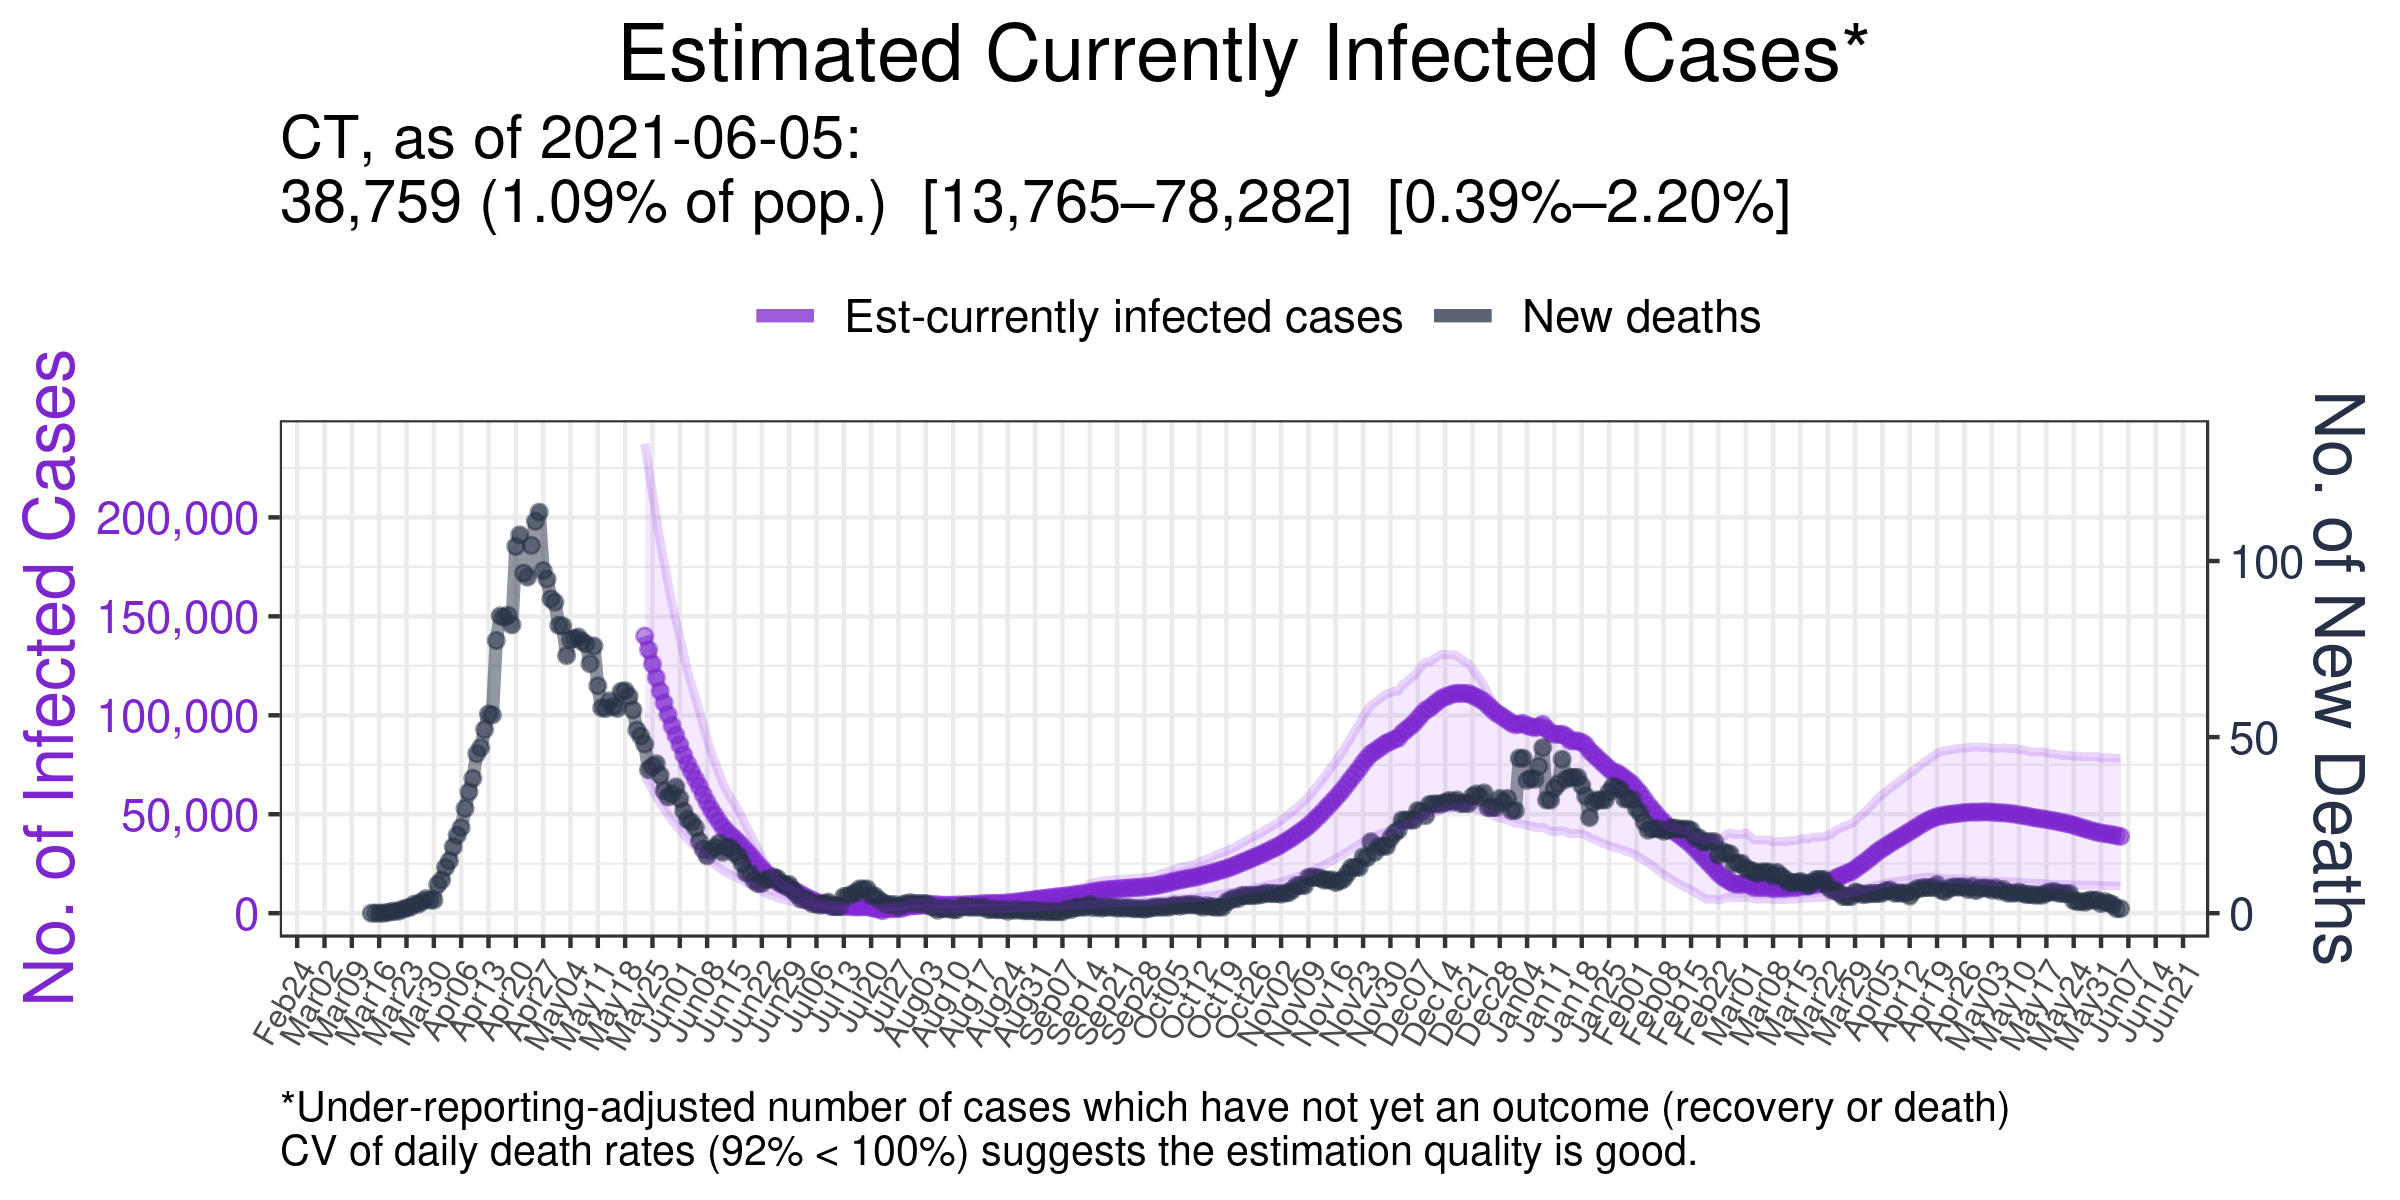 Estimated Currently Infected Cases*
CT, as of 2021-06-05:
38,759 (1.09% of pop.)  [13,765–78,282]  [0.39%–2.20%]
Est-currently infected cases
New deaths
No. of Infected Cases
200,000
150,000
100,000
50,000
0
No. of New Deaths
100
50
0
Feb24
Mar02
Mar09
Mar16
Mar23
Mar30
Apr06
Apr13
Apr20
Apr27
May04
May11
May18
May25
Jun01
Jun08
Jun15
Jun22
Jun29
Jul06
Jul13
Jul20
Jul27
Aug03
Aug10
Aug17
Aug24
Aug31
Sep07
Sep14
Sep21
Sep28
Oct05
Oct12
Oct19
Oct26
Nov02
Nov09
Nov16
Nov23
Nov30
Dec07
Dec14
Dec21
Dec28
Jan04
Jan11
Jan18
Jan25
Feb01
Feb08
Feb15
Feb22
Mar01
Mar08
Mar15
Mar22
Mar29
Apr05
Apr12
Apr19
Apr26
May03
May10
May17
May24
May31
Jun07
Jun14
Jun21
*Under-reporting-adjusted number of cases which have not yet an outcome (recovery or death)
CV of daily death rates (92% < 100%) suggests the estimation quality is good.